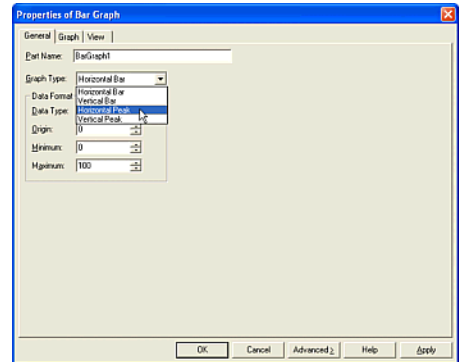 Properties of Bar Graph
General Graph View
Part Name: BarGraph1
Graph Type: Horizontal Bar
Horizontal Bar
Data Format
Vertical Bar
Data Type: Horizontal Peak
Vertical Peak
Origin: 0
Minimum: 0
Maximum: 100
OK Cancel Advanced > Help Apply